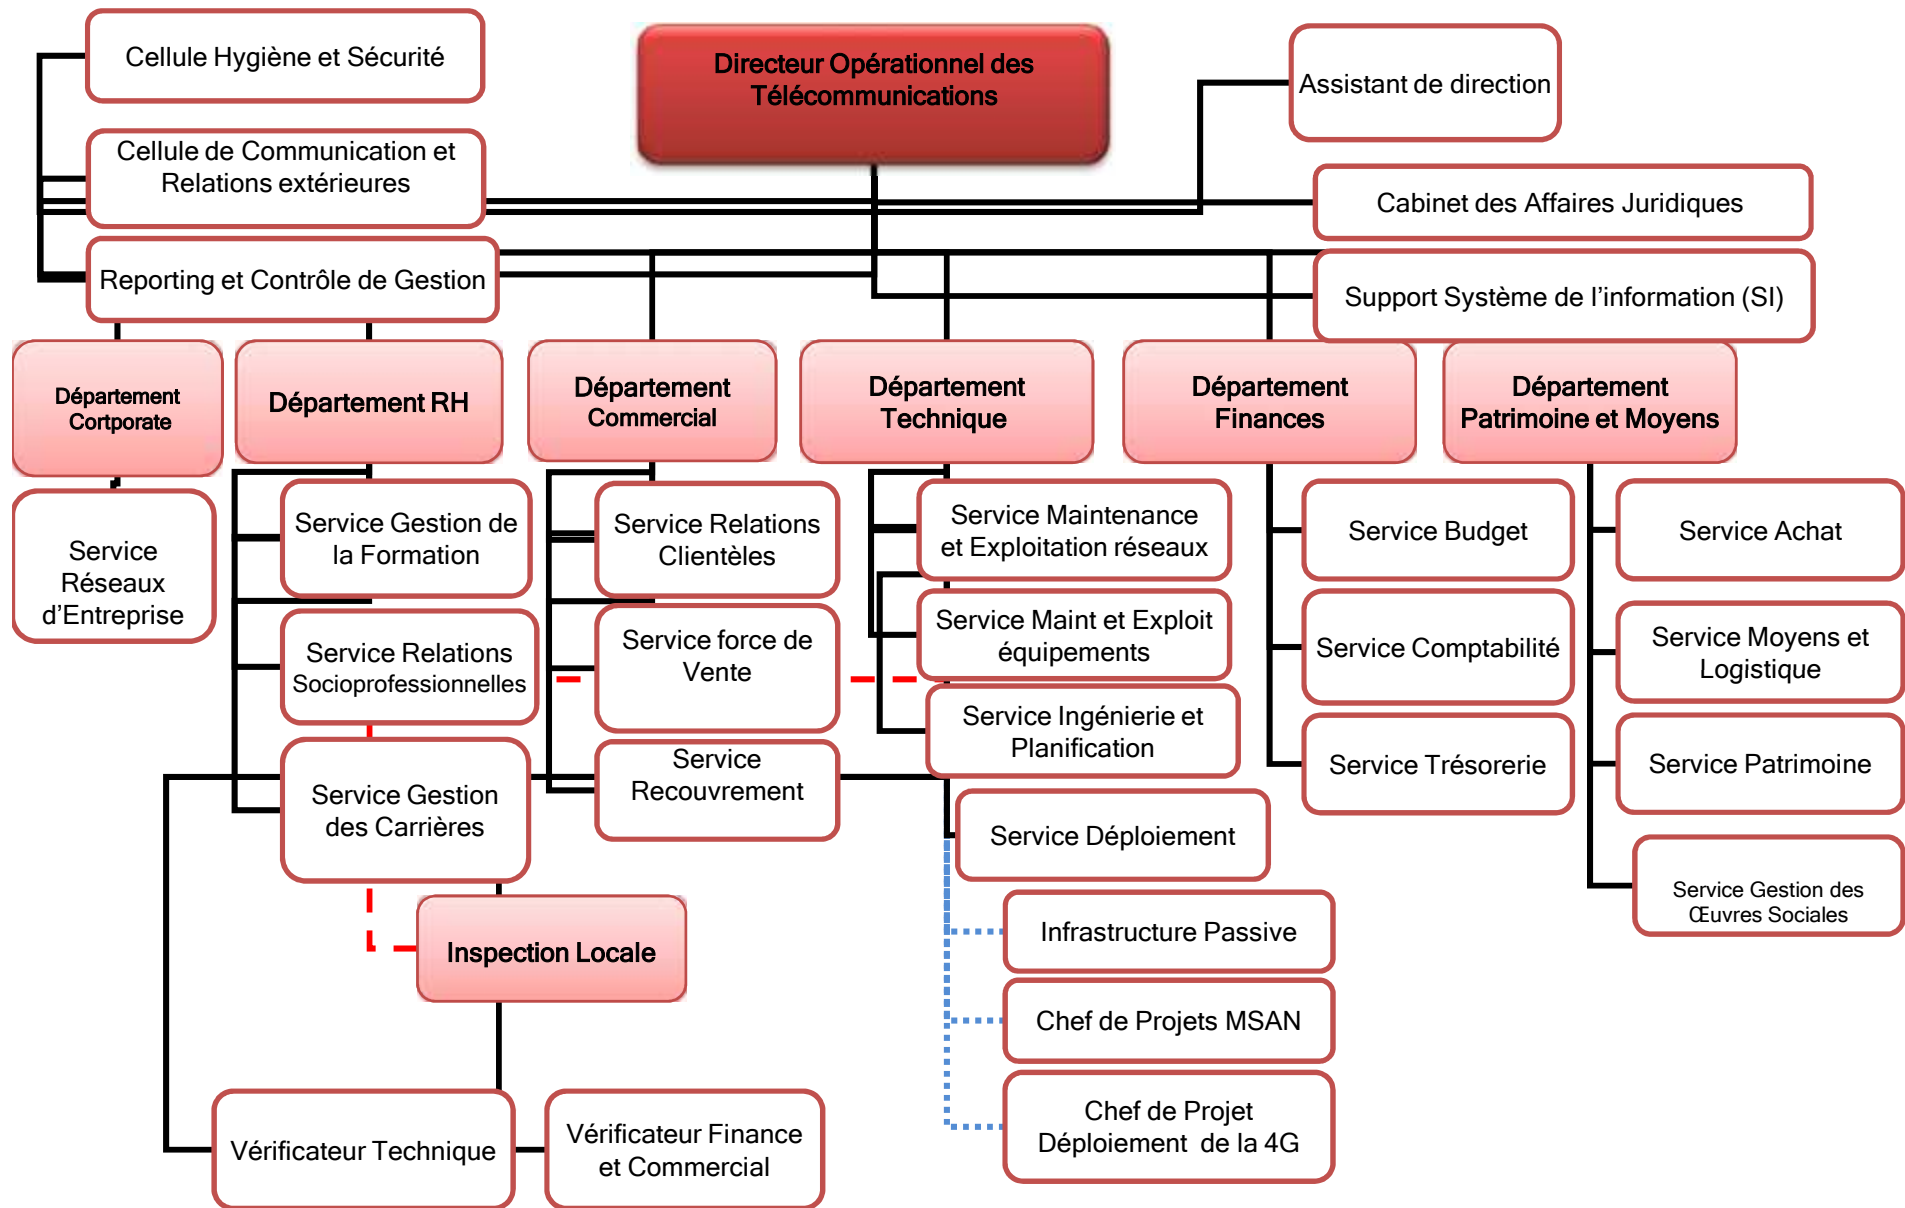 Cellule Hygiène et Sécurité
Directeur Opérationnel des
Télécommunications
Assistant de direction
Cellule de Communication et
Relations extérieures
Cabinet des Affaires Juridiques
Reporting et Contrôle de Gestion
Support Système de l'information (SI)
Département
Cortporate
Département RH
Département
Commercial
Département
Technique
Département
Finances
Département
Patrimoine et Moyens
Service
Réseaux
d'Entreprise
Service Gestion de
la Formation
Service Relations
Socioprofessionnelles
Service Gestion
des Carrières
Service Relations
Clientèles
Service force de
Vente
Service
Recouvrement
Service Maintenance
et Exploitation réseaux
Service Maint et Exploit
équipements
Service Ingénierie et
Planification
Service Déploiement
Infrastructure Passive
Chef de Projets MSAN
Chef de Projet
Déploiement  de la 4G
Service Budget
Service Comptabilité
Service Trésorerie
Service Achat
Service Moyens et
Logistique
Service Patrimoine
Service Gestion des
Œuvres Sociales
Inspection Locale
Vérificateur Technique
Vérificateur Finance
et Commercial